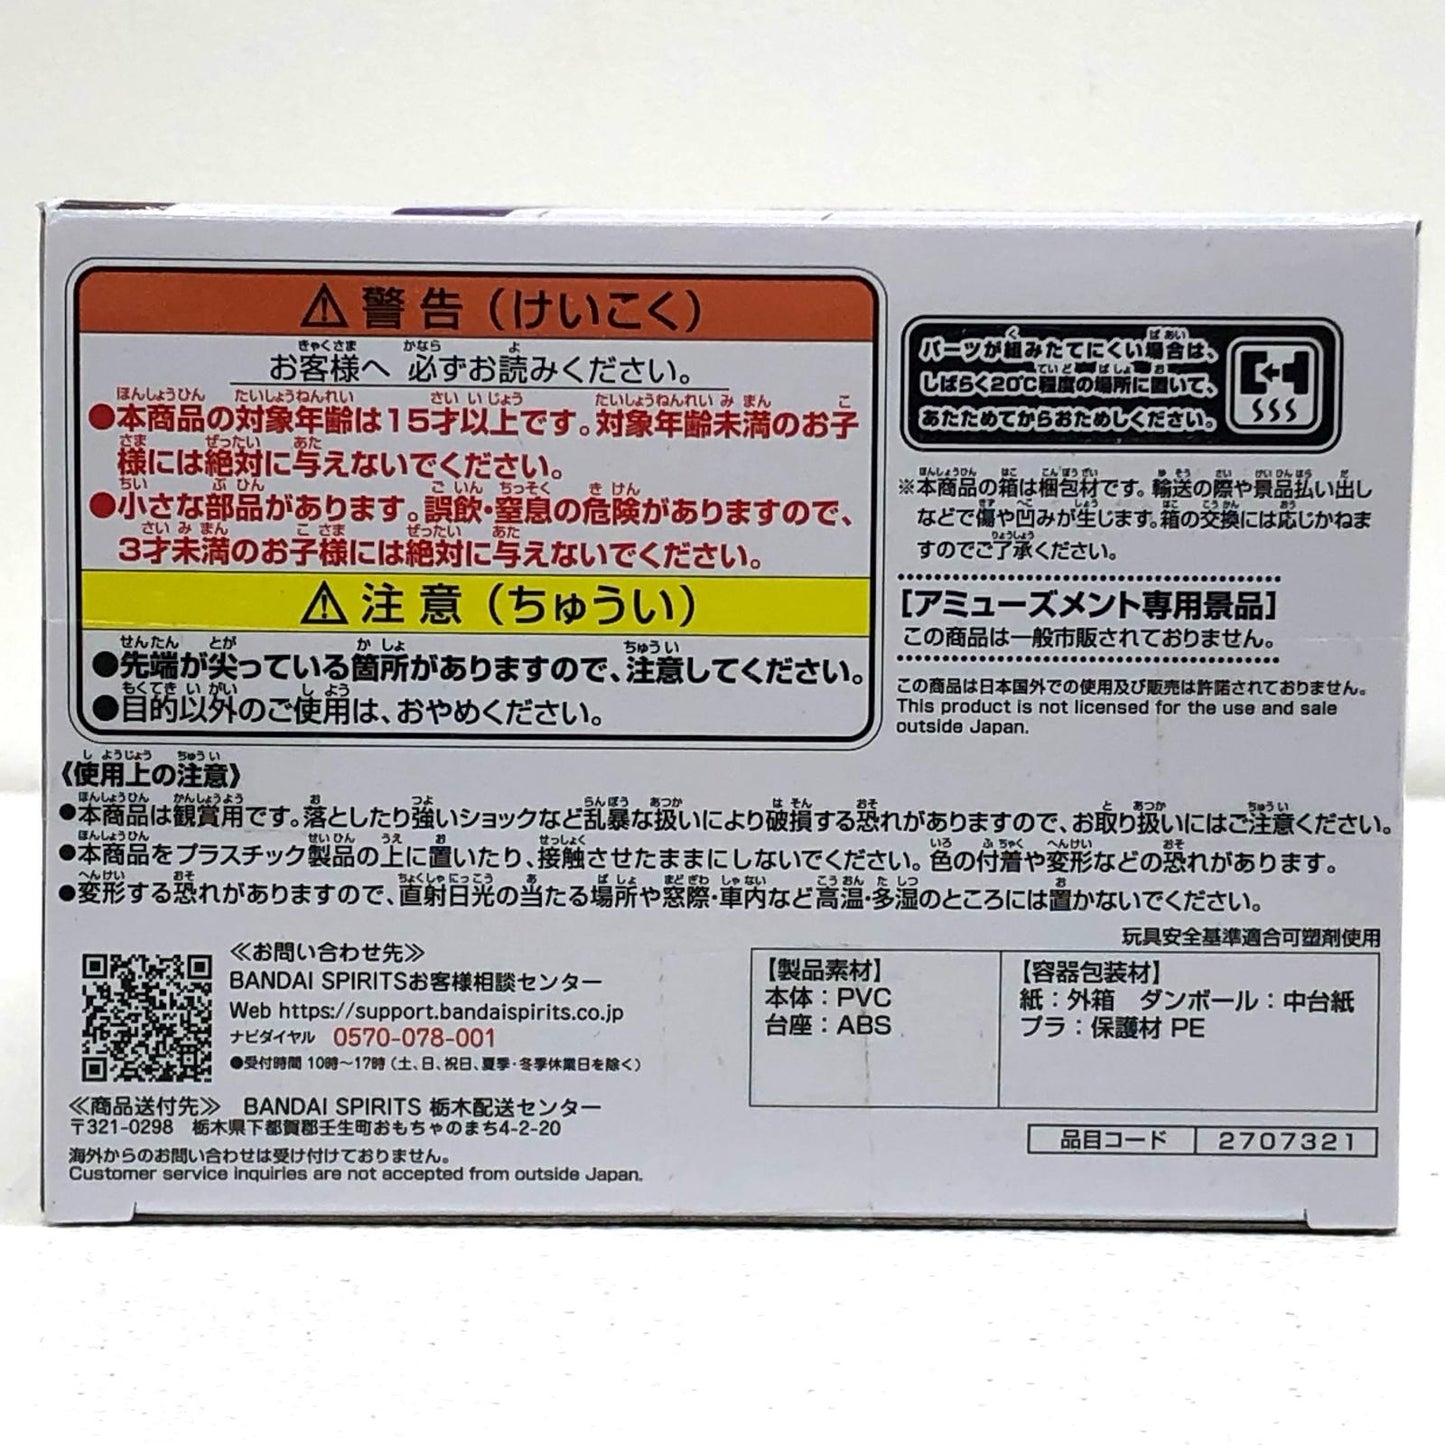 ⚠警告（けいこく）
お客様へ 必ずお読みください。
●本商品の対象年齢は15才以上です。対象年齢未満のお子
様には絶対に与えないでください。
●小さな部品があります。誤飲・窒息の危険がありますので、
3才未満のお子様には絶対に与えないでください。
⚠注意（ちゅうい）
●先端が尖っている箇所がありますので、注意してください。
●目的以外のご使用は、おやめください。
パーツが組みたてにくい場合は、
しばらく20℃程度の場所に置いて、
あたためてからおためしください。
※本商品の箱は梱包材です。輸送の際や景品払い出し
などで傷や凹みが生じます。箱の交換には応じかねま
すのでご了承ください。
[アミューズメント専用景品]
この商品は一般市販されておりません。
この商品は日本国外での使用及び販売は許諾されておりません。
This product is not licensed for the use and sale
outside Japan.
《使用上の注意》
●本商品は観賞用です。落としたり強いショックなど乱暴な扱いにより破損する恐れがありますので、お取り扱いにはご注意ください。
●本商品をプラスチック製品の上に置いたり、接触させたままにしないでください。色の付着や変形などの恐れがあります。
●変形する恐れがありますので、直射日光の当たる場所や窓際・車内など高温・多湿のところには置かないでください。
玩具安全基準適合可塑剤使用
≪お問い合わせ先≫
BANDAI SPIRITSお客様相談センター
Web https://support.bandaispirits.co.jp
ナビダイヤル 0570-078-001
●受付時間 10時～17時（土、日、祝日、夏季・冬季休業日を除く）
≪商品送付先≫ BANDAI SPIRITS 栃木配送センター
〒321-0298 栃木県下都賀郡壬生町おもちゃのまち4-2-20
海外からのお問い合わせは受け付けておりません。
Customer service inquiries are not accepted from outside Japan.
【製品素材】
本体：PVC
台座：ABS
【容器包装材】
紙：外箱 ダンボール：中台紙
プラ：保護材 PE
品目コード 2707321